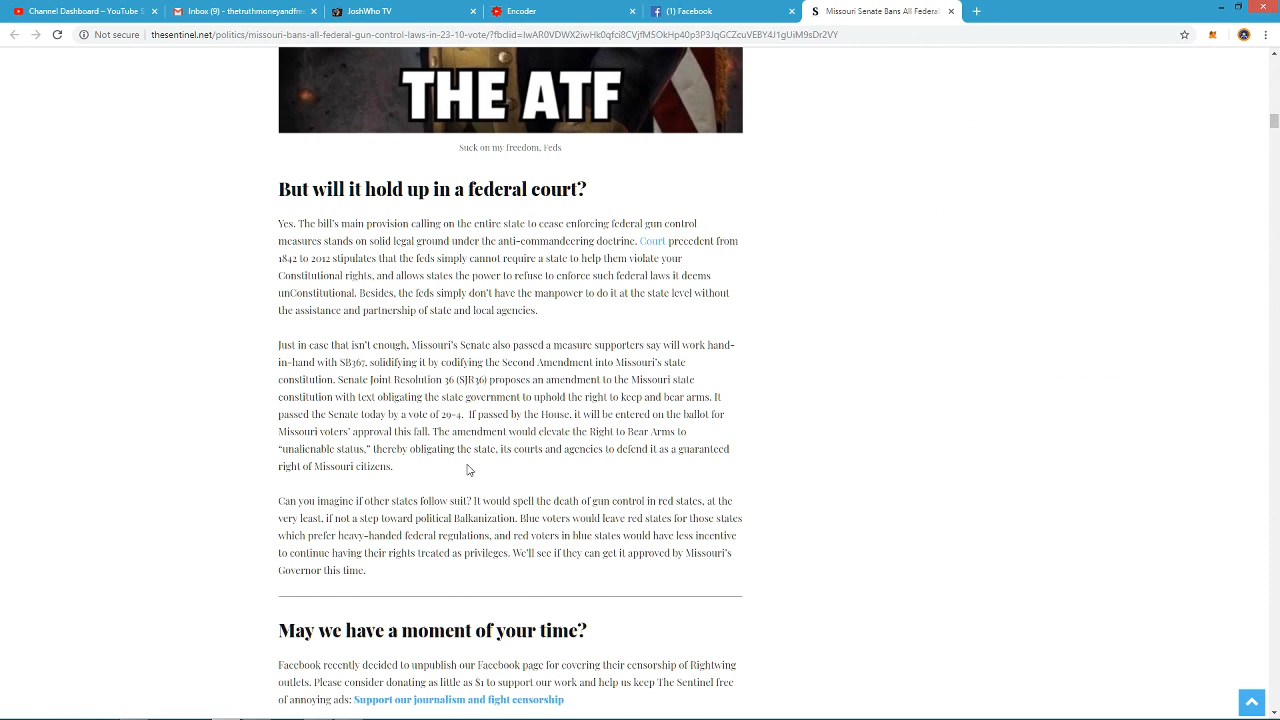 Channel Dashboard – YouTube S
Inbox (9) - thetruthmoneyandfre
JoshWho TV
Encoder
(1) Facebook
Missouri Senate Bans All Federal
Not secure
thesentinel.net/politics/missouri-bans-all-federal-gun-control-laws-in-23-10-vote/?fbclid=IwAR0VDWX2iwHk0qfci8CVjfM5OkHp40p3P3JqGCZcuVEBY4J1gUiM9sDr2VY
THE ATF
Suck on my freedom, Feds
But will it hold up in a federal court?
Yes. The bill's main provision calling on the entire state to cease enforcing federal gun control
measures stands on solid legal ground under the anti-commandeering doctrine. Court precedent from
1842 to 2012 stipulates that the feds simply cannot require a state to help them violate your
Constitutional rights, and allows states the power to refuse to enforce such federal laws it deems
unConstitutional. Besides, the feds simply don't have the manpower to do it at the state level without
the assistance and partnership of state and local agencies.
Just in case that isn't enough, Missouri's Senate also passed a measure supporters say will work hand-
in-hand with SB367, solidifying it by codifying the Second Amendment into Missouri's state
constitution. Senate Joint Resolution 36 (SJR36) proposes an amendment to the Missouri state
constitution with text obligating the state government to uphold the right to keep and bear arms. It
passed the Senate today by a vote of 29-4. If passed by the House, it will be entered on the ballot for
Missouri voters' approval this fall. The amendment would elevate the Right to Bear Arms to
“unalienable status,” thereby obligating the state, its courts and agencies to defend it as a guaranteed
right of Missouri citizens.
Can you imagine if other states follow suit? It would spell the death of gun control in red states, at the
very least, if not a step toward political Balkanization. Blue voters would leave red states for those states
which prefer heavy-handed federal regulations, and red voters in blue states would have less incentive
to continue having their rights treated as privileges. We'll see if they can get it approved by Missouri's
Governor this time.
May we have a moment of your time?
Facebook recently decided to unpublish our Facebook page for covering their censorship of Rightwing
outlets. Please consider donating as little as $1 to support our work and help us keep The Sentinel free
of annoying ads: Support our journalism and fight censorship